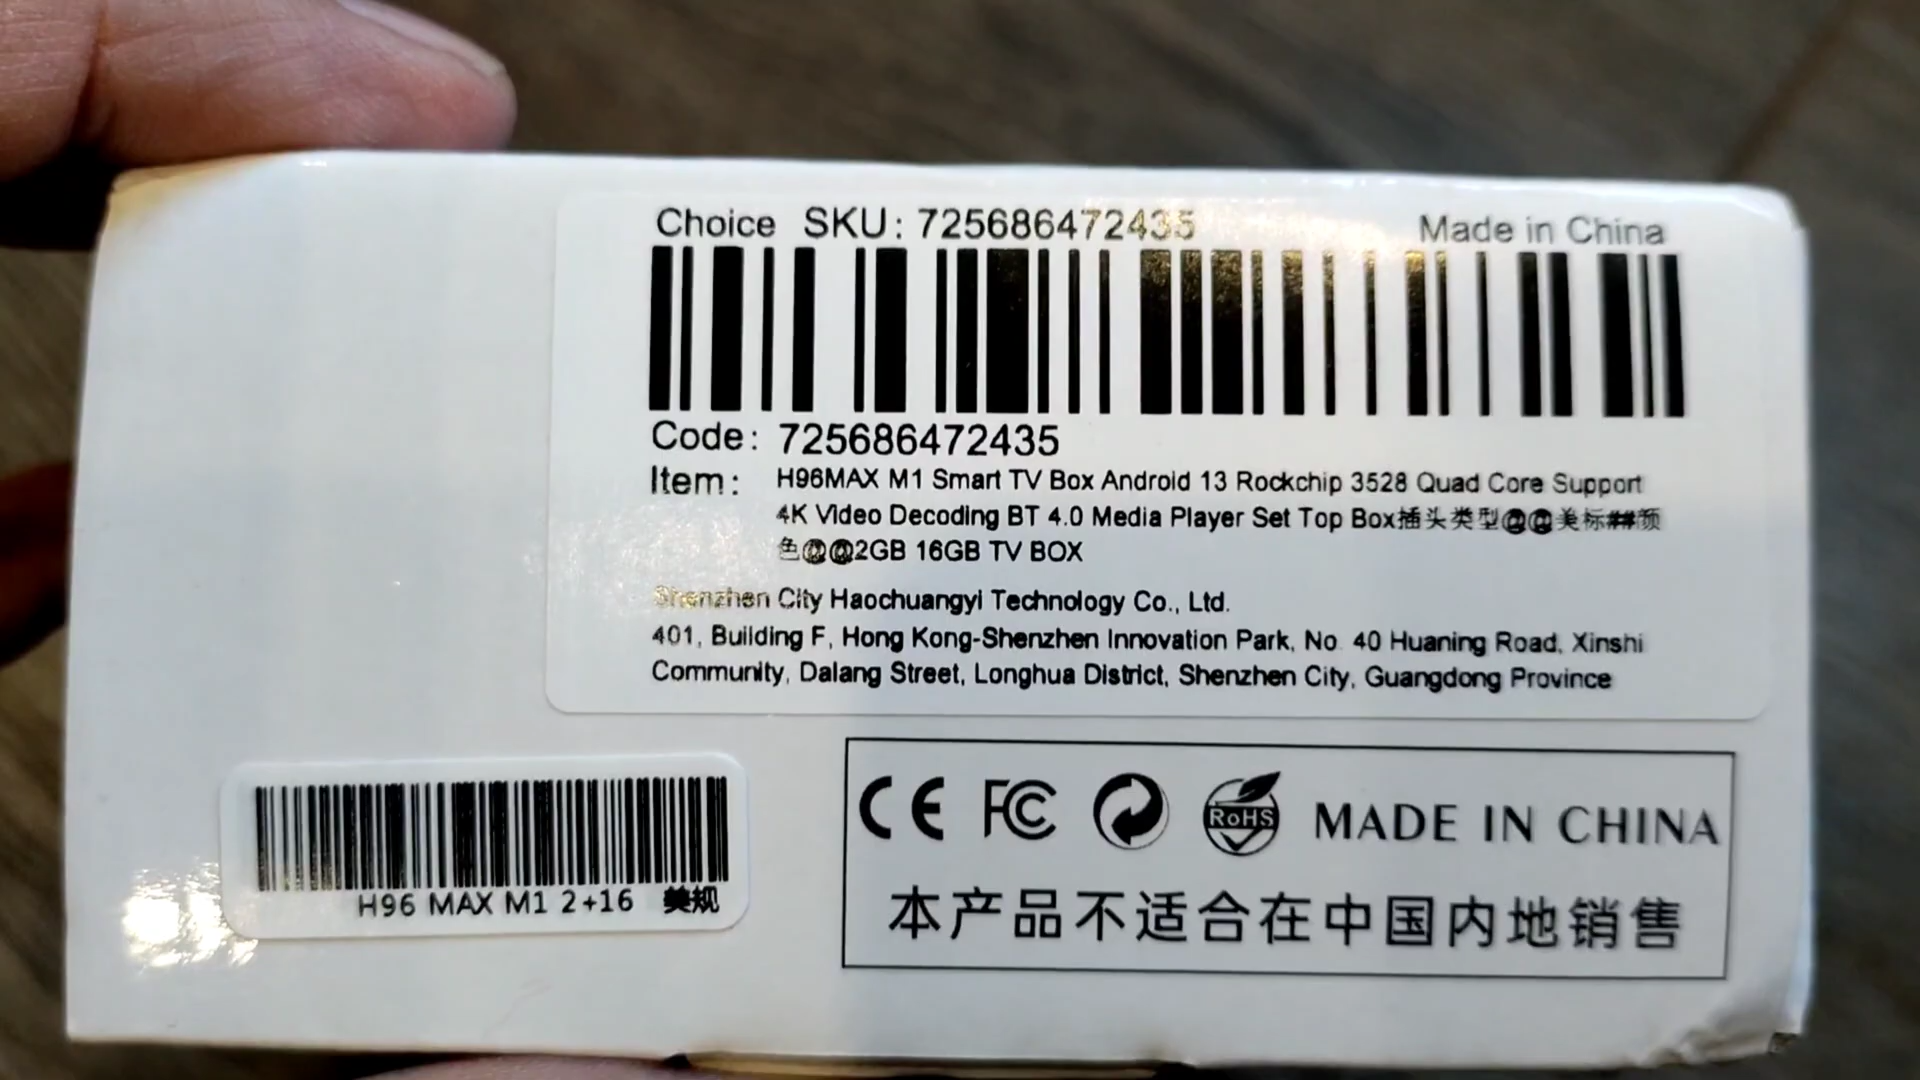 Choice SKU: 725686472435 Made in China
Code: 725686472435
Item: H96MAX M1 Smart TV Box Android 13 Rockchip 3528 Quad Core Support
4K Video Decoding BT 4.0 Media Player Set Top Box插头类型@@美标##颜
色@@2GB 16GB TV BOX
Shenzhen City Haochuangyi Technology Co., Ltd.
401, Building F, Hong Kong-Shenzhen Innovation Park, No. 40 Huaning Road, Xinshi
Community, Dalang Street, Longhua District, Shenzhen City, Guangdong Province
H96 MAX M1 2+16 美规
CE FC RoHS MADE IN CHINA
本产品不适合在中国内地销售